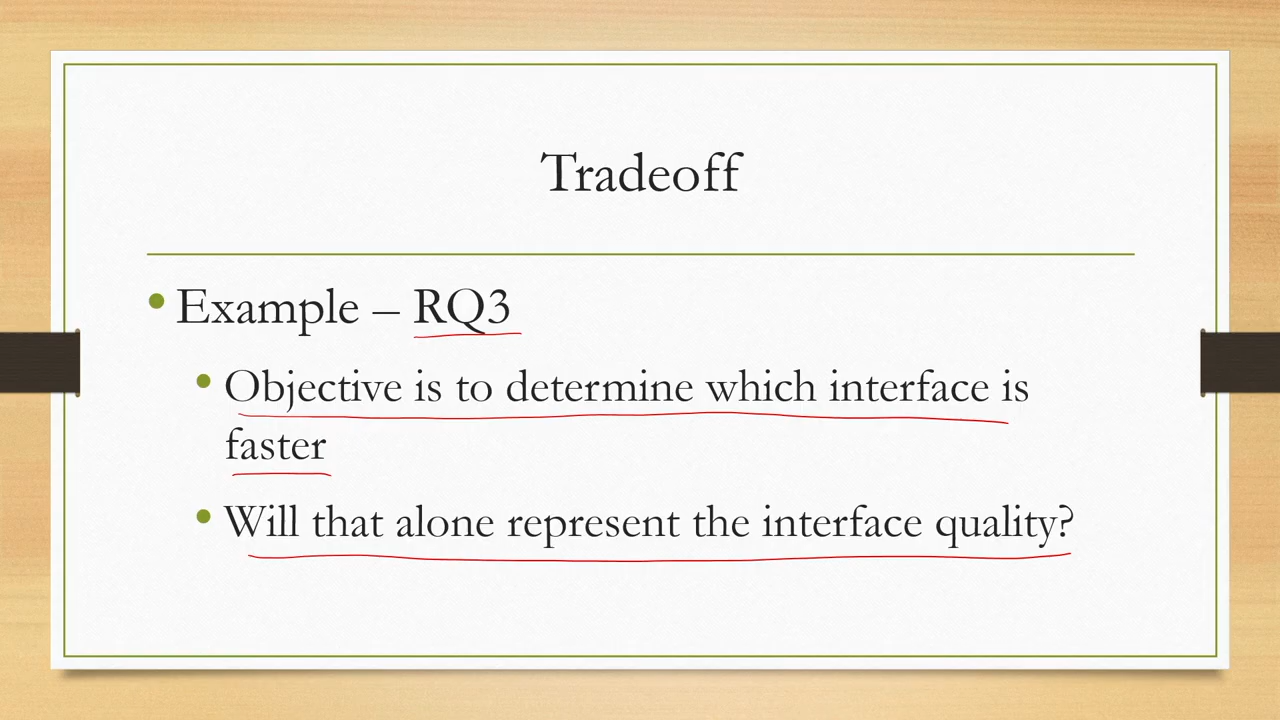 Tradeoff
• Example – RQ3
• Objective is to determine which interface is
faster
• Will that alone represent the interface quality?